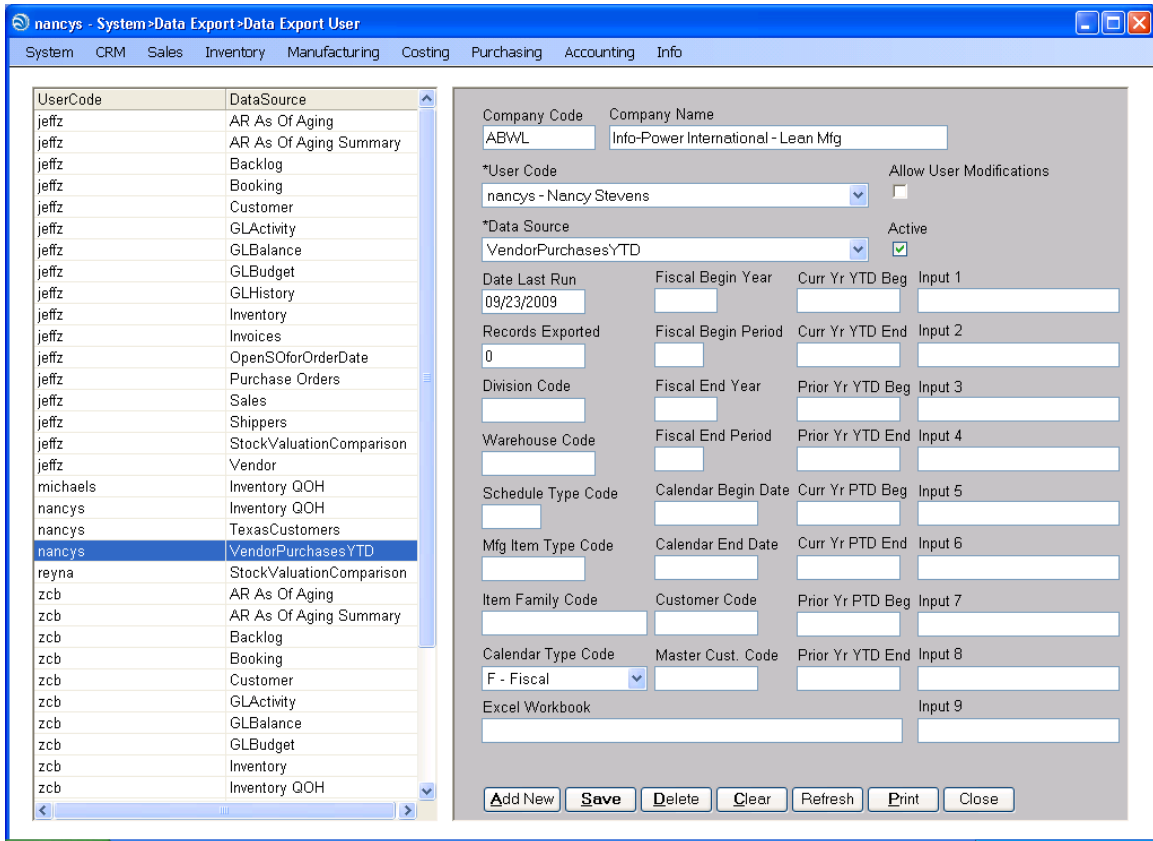 nancys - System>Data Export>Data Export User
System CRM Sales Inventory Manufacturing Costing Purchasing Accounting Info
UserCode DataSource
jeffz AR As Of Aging
jeffz AR As Of Aging Summary
jeffz Backlog
jeffz Booking
jeffz Customer
jeffz GLActivity
jeffz GLBalance
jeffz GLBudget
jeffz GLHistory
jeffz Inventory
jeffz Invoices
jeffz OpenSOforOrderDate
jeffz Purchase Orders
jeffz Sales
jeffz Shippers
jeffz StockValuationComparison
jeffz Vendor
michaels Inventory QOH
nancys Inventory QOH
nancys TexasCustomers
nancys VendorPurchasesYTD
reyna StockValuationComparison
zcb AR As Of Aging
zcb AR As Of Aging Summary
zcb Backlog
zcb Booking
zcb Customer
zcb GLActivity
zcb GLBalance
zcb GLBudget
zcb Inventory
zcb Inventory QOH
Company Code Company Name
ABWL Info-Power International - Lean Mfg
*User Code Allow User Modifications
nancys - Nancy Stevens
*Data Source Active
VendorPurchasesYTD
Date Last Run Fiscal Begin Year Curr Yr YTD Beg Input 1
09/23/2009
Records Exported Fiscal Begin Period Curr Yr YTD End Input 2
0
Division Code Fiscal End Year Prior Yr YTD Beg Input 3
Warehouse Code Fiscal End Period Prior Yr YTD End Input 4
Schedule Type Code Calendar Begin Date Curr Yr PTD Beg Input 5
Mfg Item Type Code Calendar End Date Curr Yr PTD End Input 6
Item Family Code Customer Code Prior Yr PTD Beg Input 7
Calendar Type Code Master Cust. Code Prior Yr YTD End Input 8
F - Fiscal
Excel Workbook Input 9
Add New Save Delete Clear Refresh Print Close